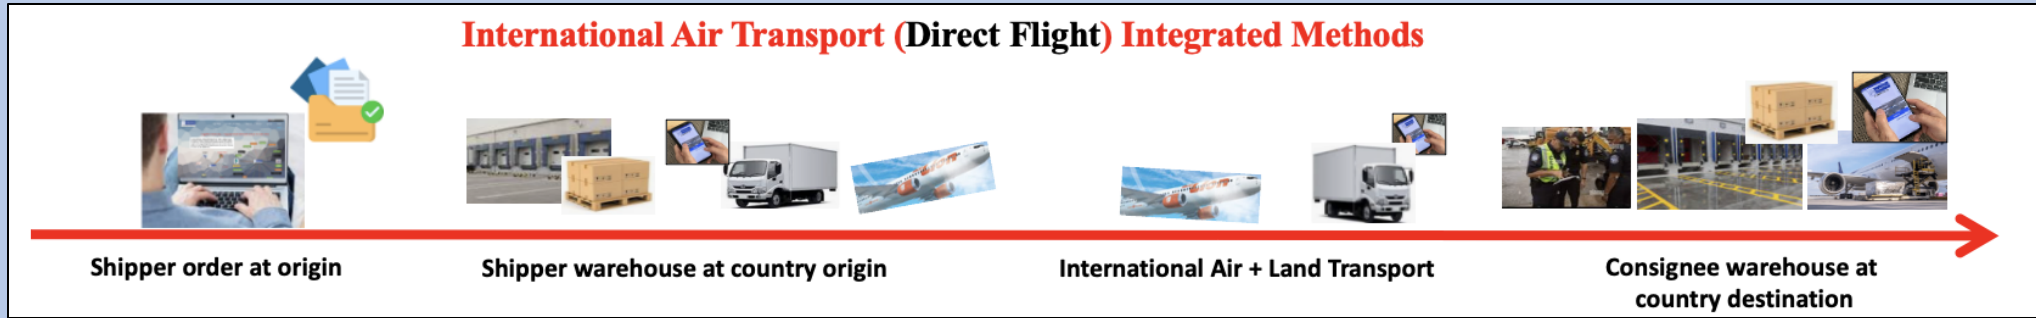 International Air Transport (Direct Flight) Integrated Methods
Shipper order at origin
Shipper warehouse at country origin
International Air + Land Transport
Consignee warehouse at
country destination